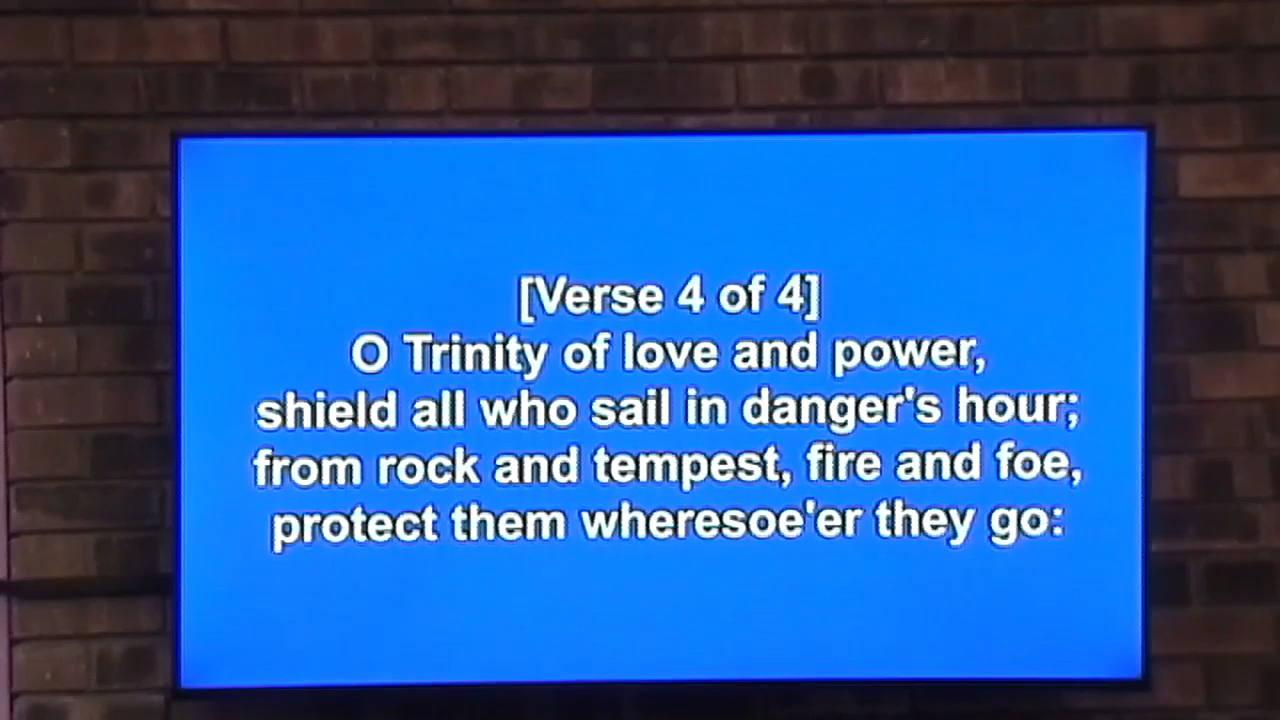 [Verse 4 of 4]
O Trinity of love and power,
shield all who sail in danger's hour;
from rock and tempest, fire and foe,
protect them wheresoe'er they go: